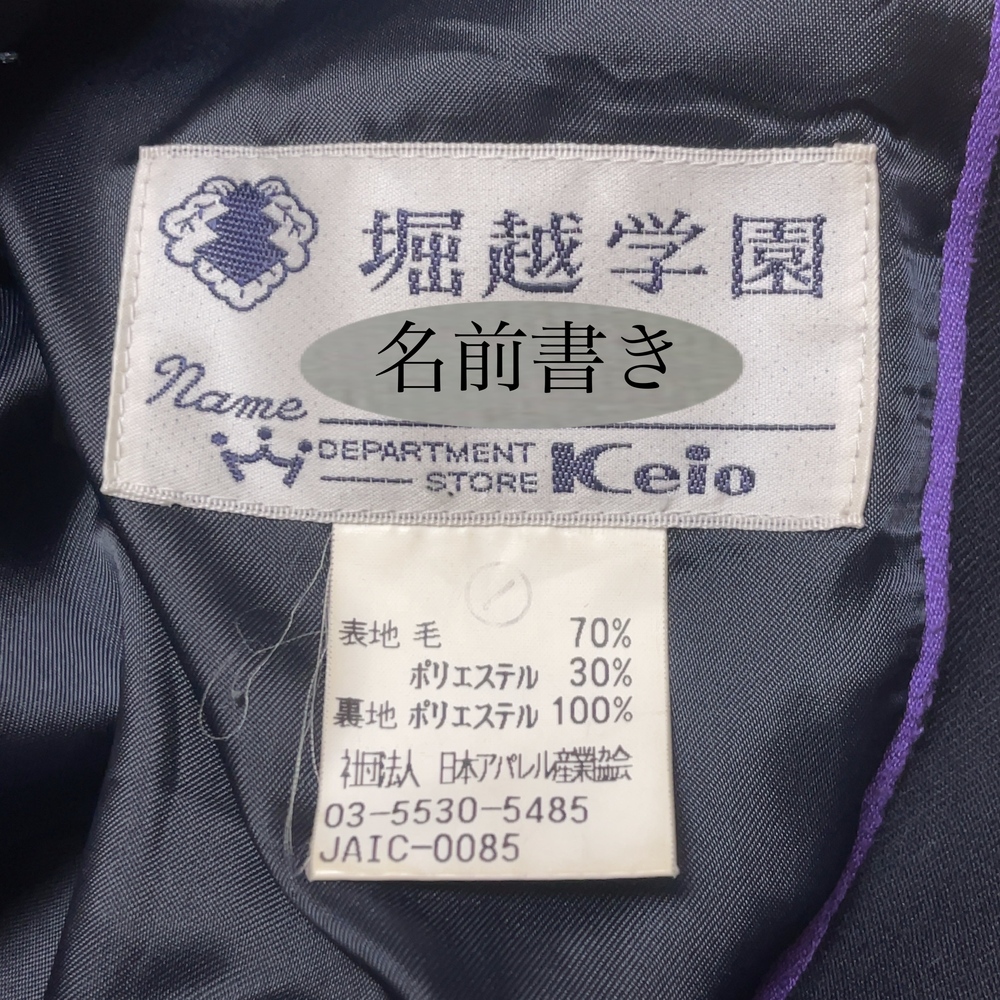 堀越学園
名前書き
Name
DEPARTMENT
STORE Keio
表地 毛 70%
ポリエステル 30%
裏地 ポリエステル 100%
社団法人 日本アパレル産業協会
03-5530-5485
JAIC-0085